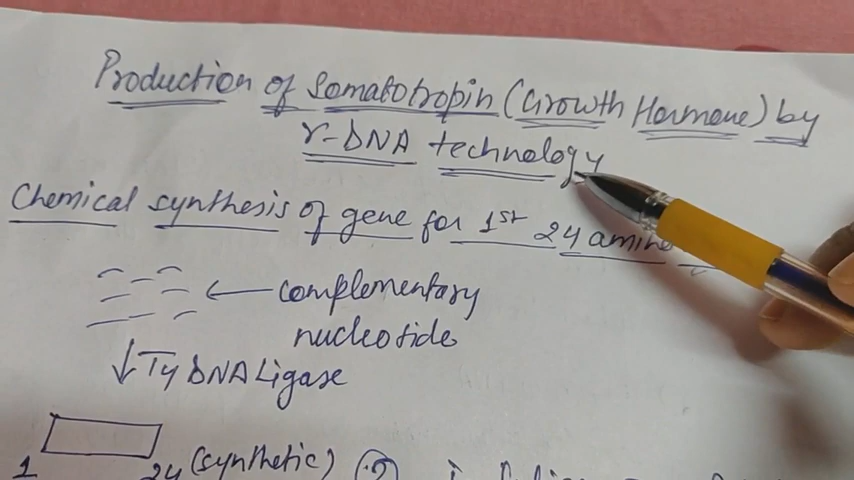 Production of Somatotropin (Growth Hormone) by
r-DNA technology
Chemical synthesis of gene for 1st 24 amino
complementary
nucleotide
T4 DNA Ligase
1 24 (synthetic)